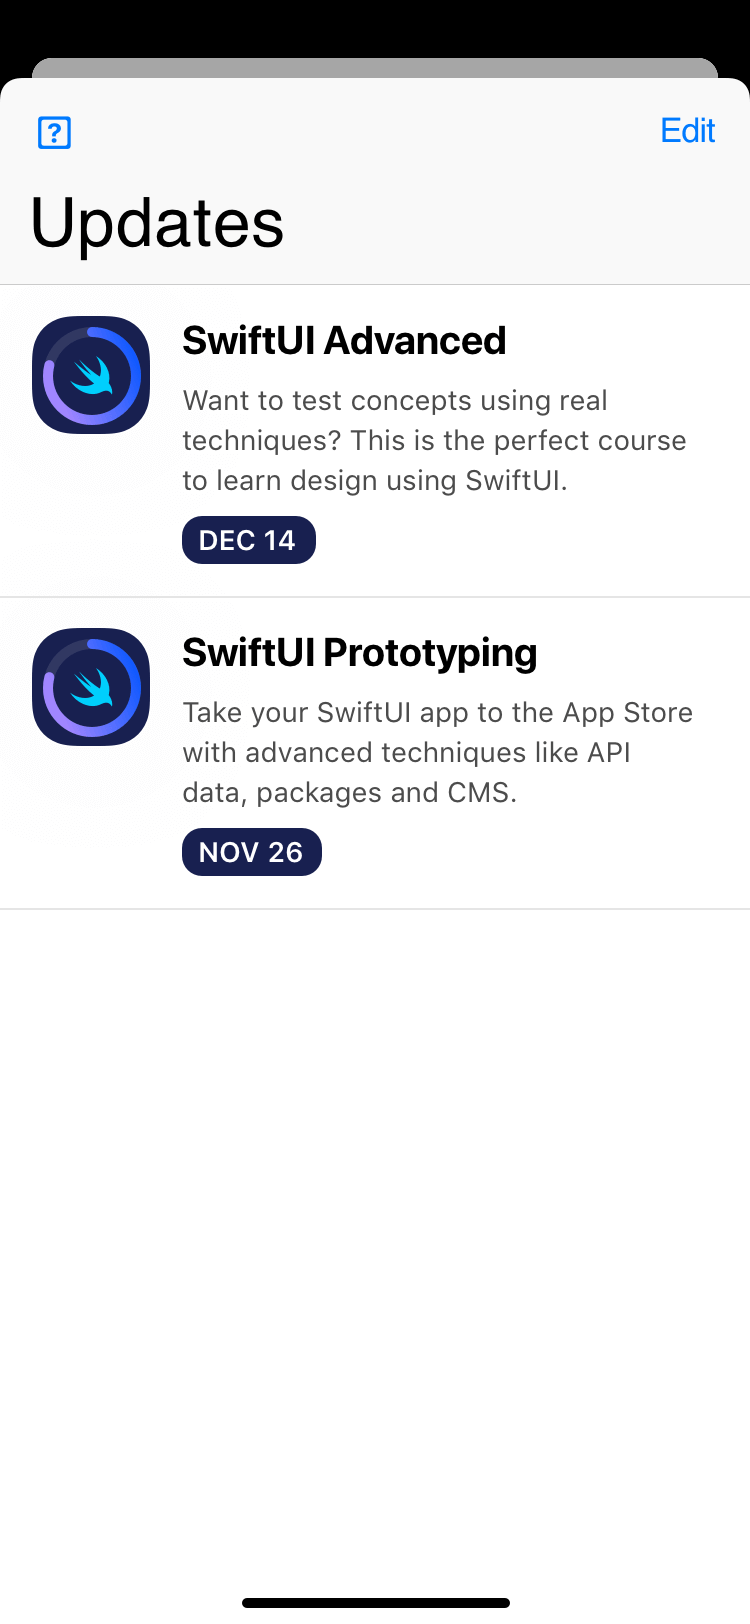 ?
Edit
Updates
SwiftUI Advanced
Want to test concepts using real
techniques? This is the perfect course
to learn design using SwiftUI.
DEC 14
SwiftUI Prototyping
Take your SwiftUI app to the App Store
with advanced techniques like API
data, packages and CMS.
NOV 26